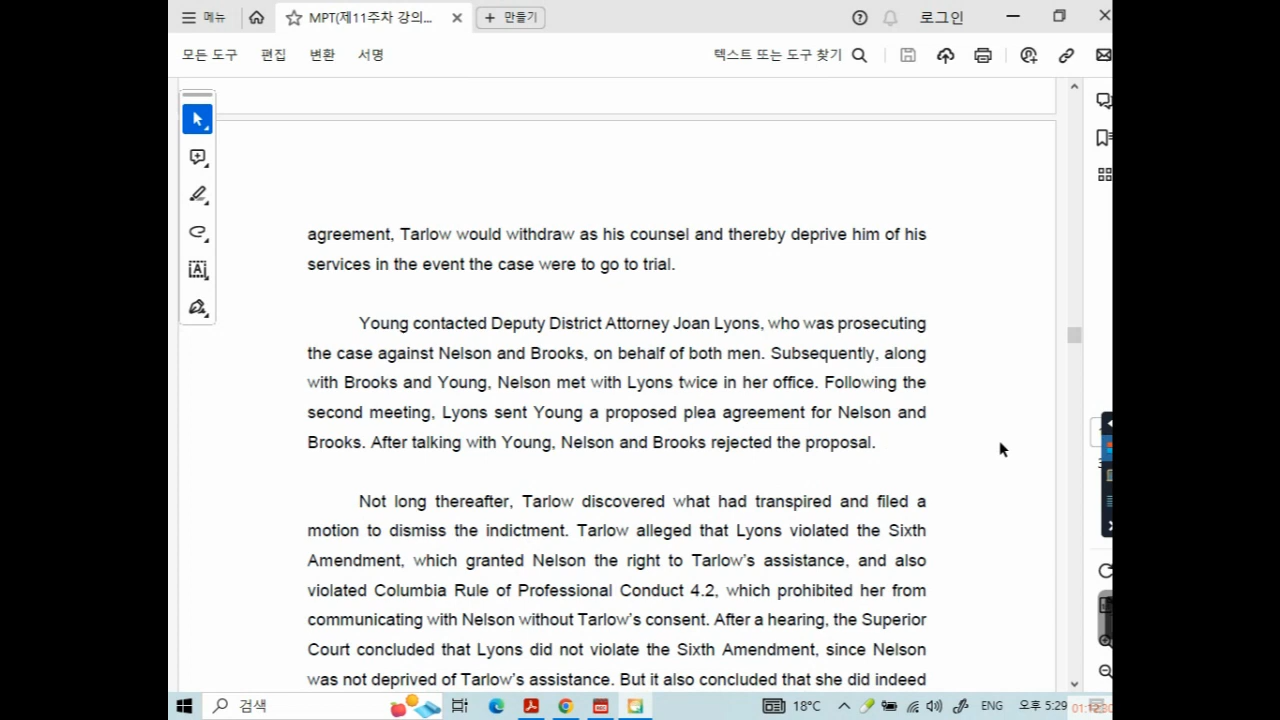 메뉴
MPT(제11주차 강의...
만들기
로그인
모든 도구 편집 변환 서명
텍스트 또는 도구 찾기
agreement, Tarlow would withdraw as his counsel and thereby deprive him of his
services in the event the case were to go to trial.
Young contacted Deputy District Attorney Joan Lyons, who was prosecuting
the case against Nelson and Brooks, on behalf of both men. Subsequently, along
with Brooks and Young, Nelson met with Lyons twice in her office. Following the
second meeting, Lyons sent Young a proposed plea agreement for Nelson and
Brooks. After talking with Young, Nelson and Brooks rejected the proposal.
Not long thereafter, Tarlow discovered what had transpired and filed a
motion to dismiss the indictment. Tarlow alleged that Lyons violated the Sixth
Amendment, which granted Nelson the right to Tarlow's assistance, and also
violated Columbia Rule of Professional Conduct 4.2, which prohibited her from
communicating with Nelson without Tarlow's consent. After a hearing, the Superior
Court concluded that Lyons did not violate the Sixth Amendment, since Nelson
was not deprived of Tarlow's assistance. But it also concluded that she did indeed
검색
18°C
ENG
오후 5:29